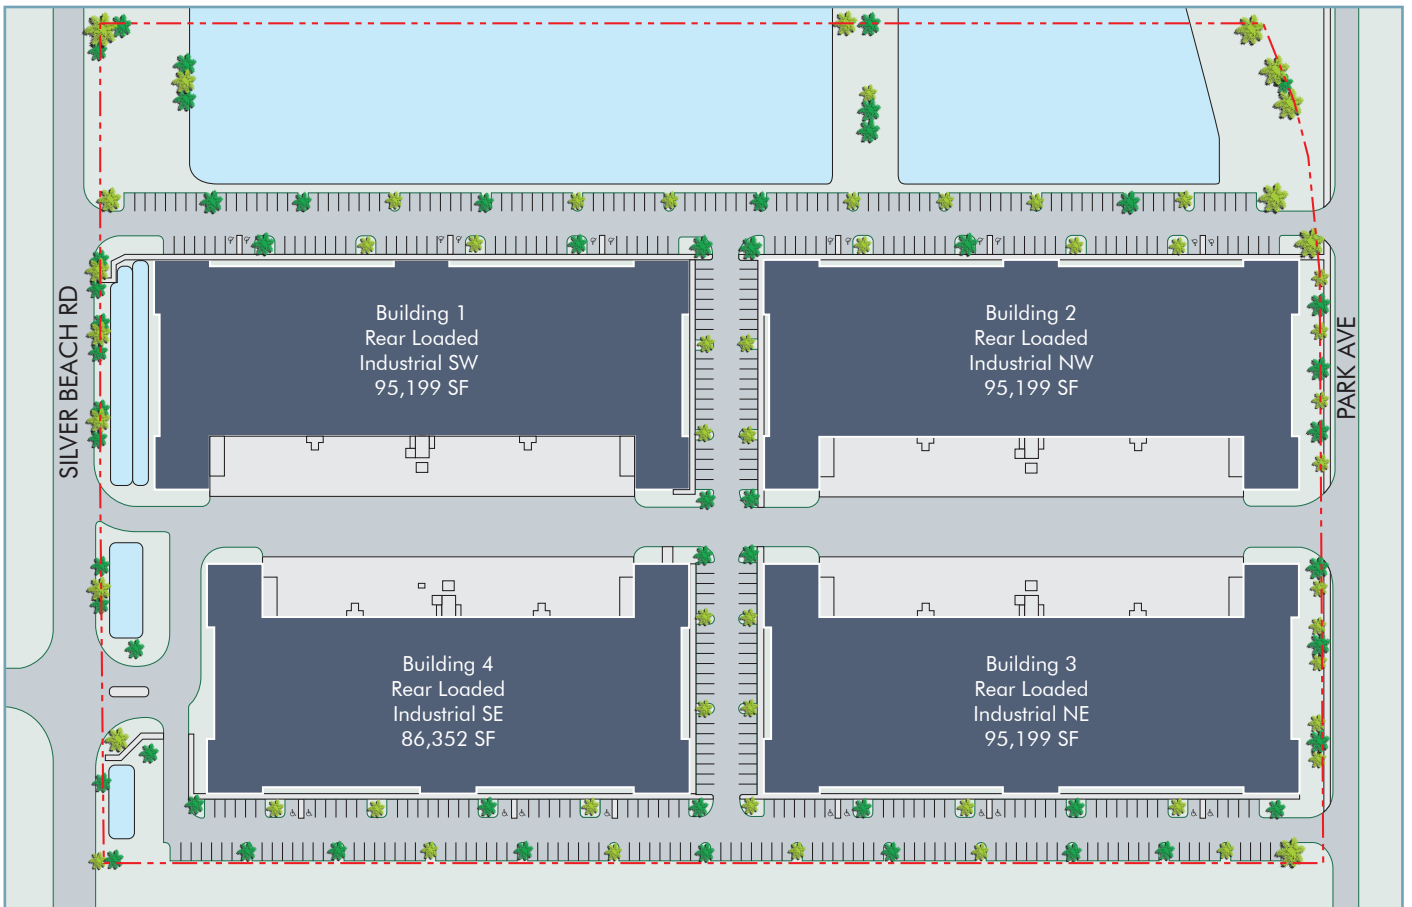 Building 1
Rear Loaded
Industrial SW
95,199 SF
Building 2
Rear Loaded
Industrial NW
95,199 SF
SILVER BEACH RD
PARK AVE
Building 4
Rear Loaded
Industrial SE
86,352 SF
Building 3
Rear Loaded
Industrial NE
95,199 SF